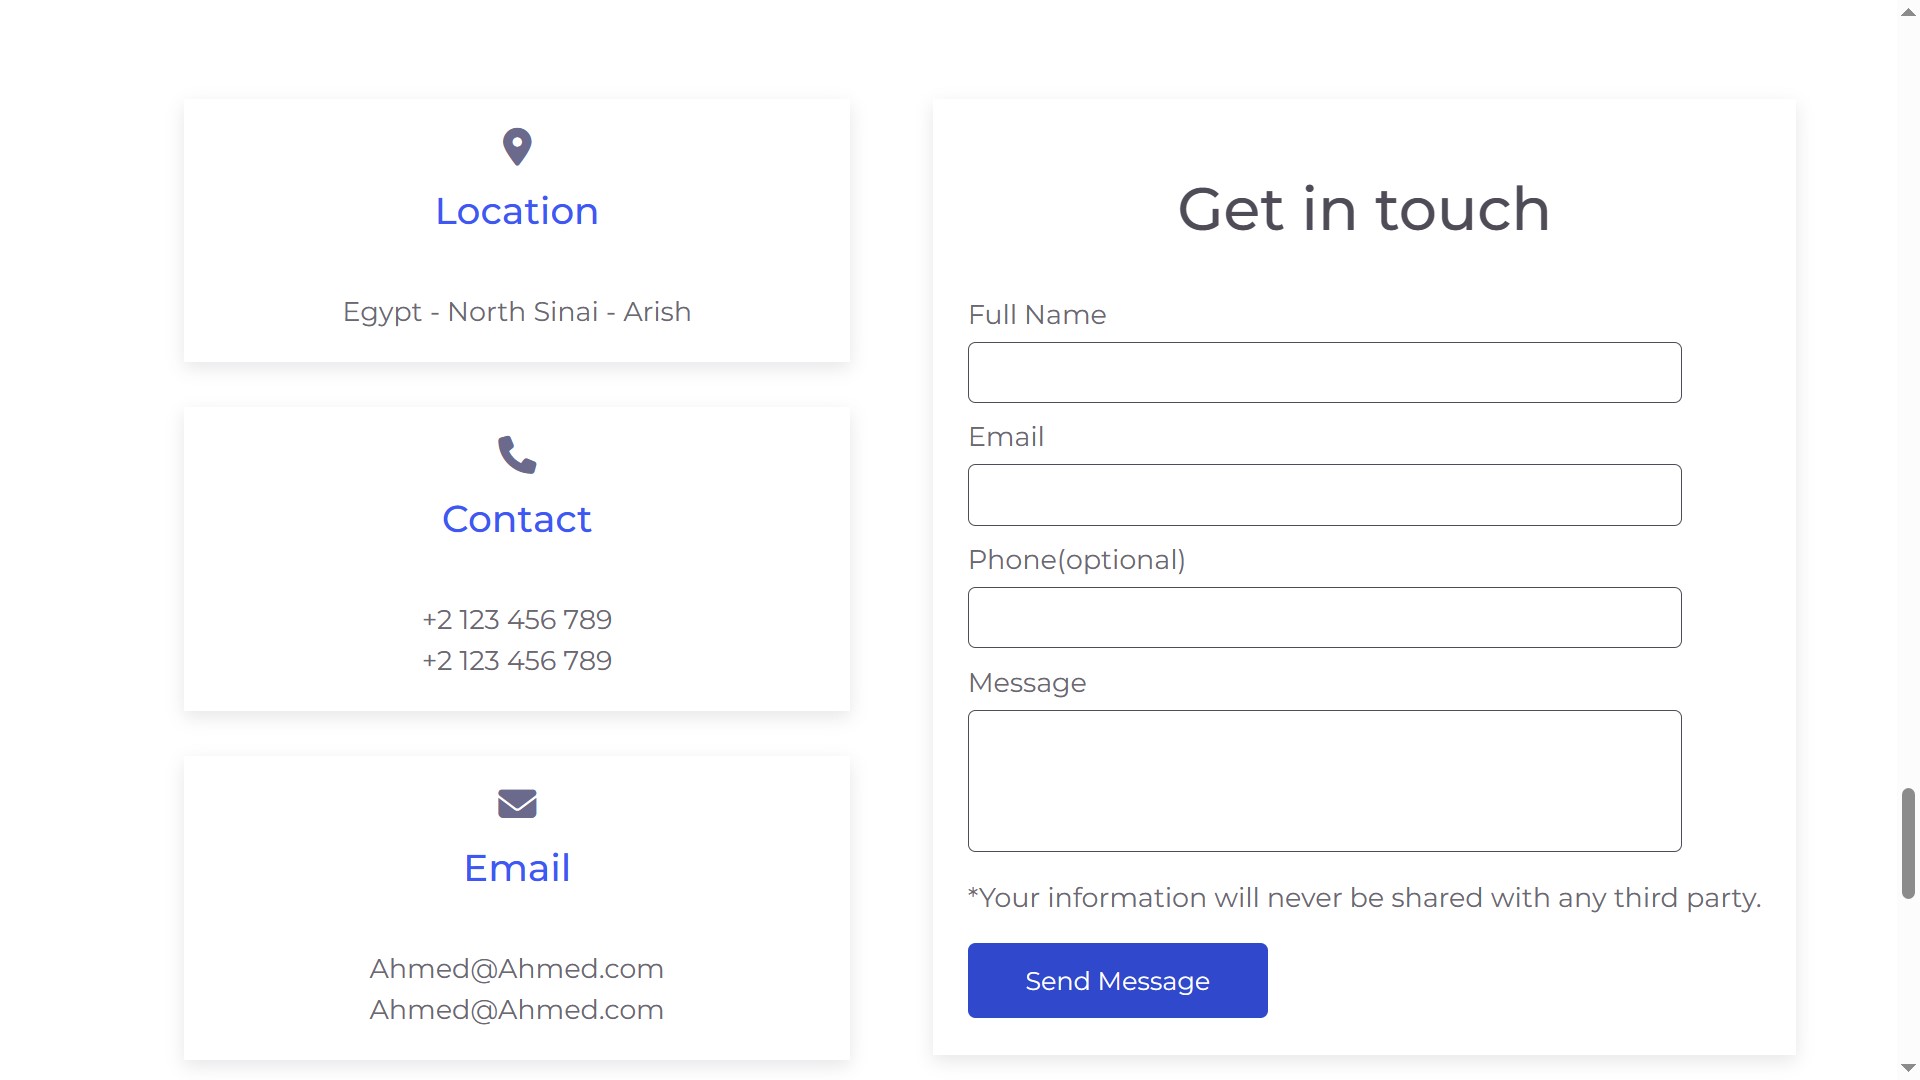 Location
Egypt - North Sinai - Arish
Contact
+2 123 456 789
+2 123 456 789
Email
Ahmed@Ahmed.com
Ahmed@Ahmed.com
Get in touch
Full Name
Email
Phone(optional)
Message
*Your information will never be shared with any third party.
Send Message